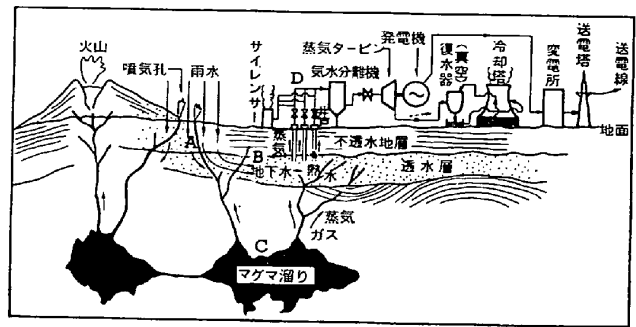 火山
噴気孔
雨水
サイレンサ
D
気水分離機
蒸気タービン
発電機
復水器
(真空)
冷却塔
変電所
送電塔
送電線
地面
A
蒸気
不透水地層
B
地下水→熱水
透水層
蒸気
ガス
C
マグマ溜り